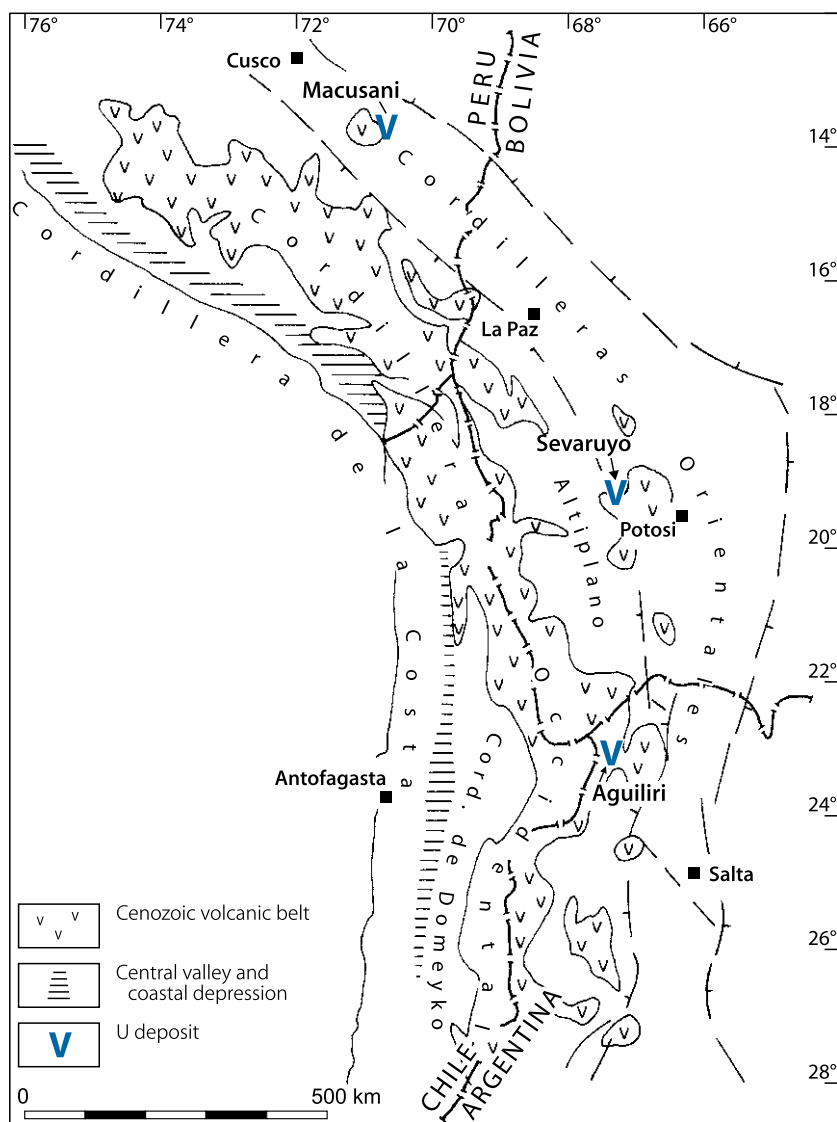 76°
74°
72°
70°
68°
66°
Cusco
PERU
BOLIVIA
Macusani
V
14°
Cordilleras
Orientales
Cordillera
Occidental
Cordillera de la
Costa
16°
La Paz
18°
Sevaruyo
V
Altiplano
Potosi
20°
22°
V
Antofagasta
Aguiliri
24°
Cord. de Domeyko
Salta
Cenozoic volcanic belt
26°
Central valley and
coastal depression
V
U deposit
CHILE
ARGENTINA
28°
0
500 km